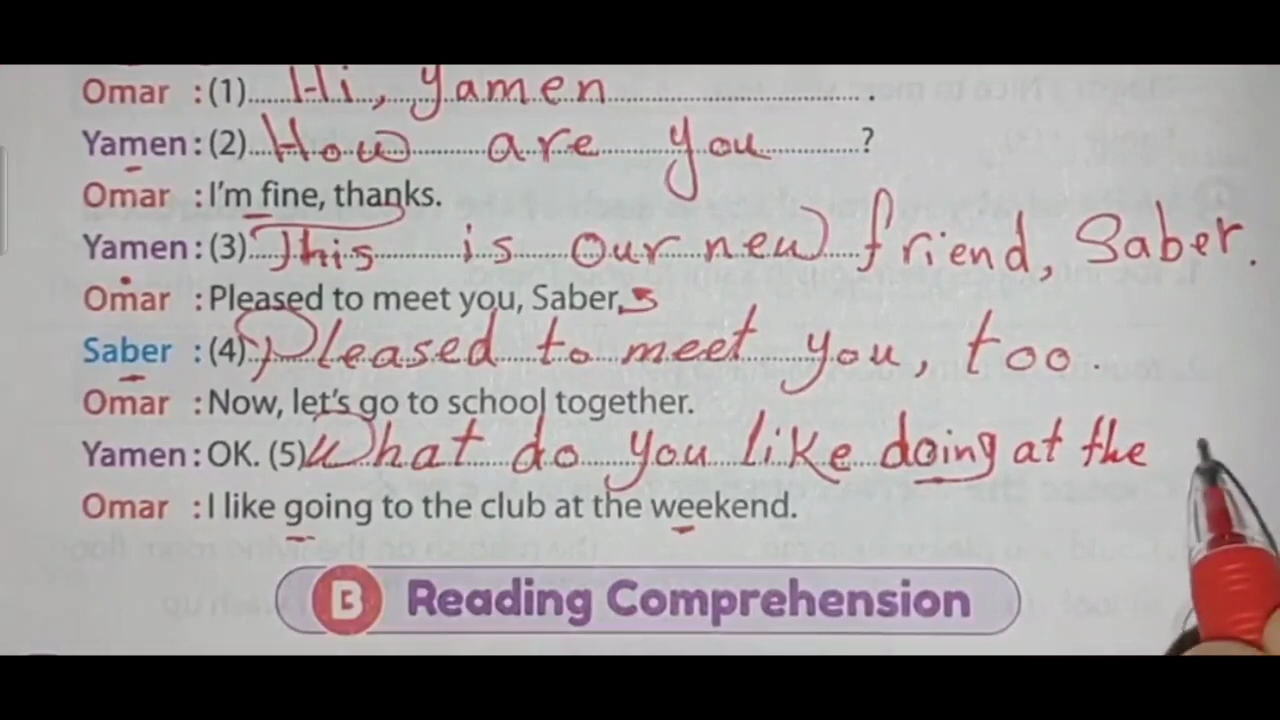 Omar : (1) Hi, Yamen .
Yamen : (2) How are you ?
Omar : I'm fine, thanks.
Yamen : (3) This is our new friend, Saber.
Omar : Pleased to meet you, Saber.
Saber : (4) Pleased to meet you, too
Omar : Now, let's go to school together.
Yamen : OK. (5) What do you like doing at the
Omar : I like going to the club at the weekend.
B Reading Comprehension